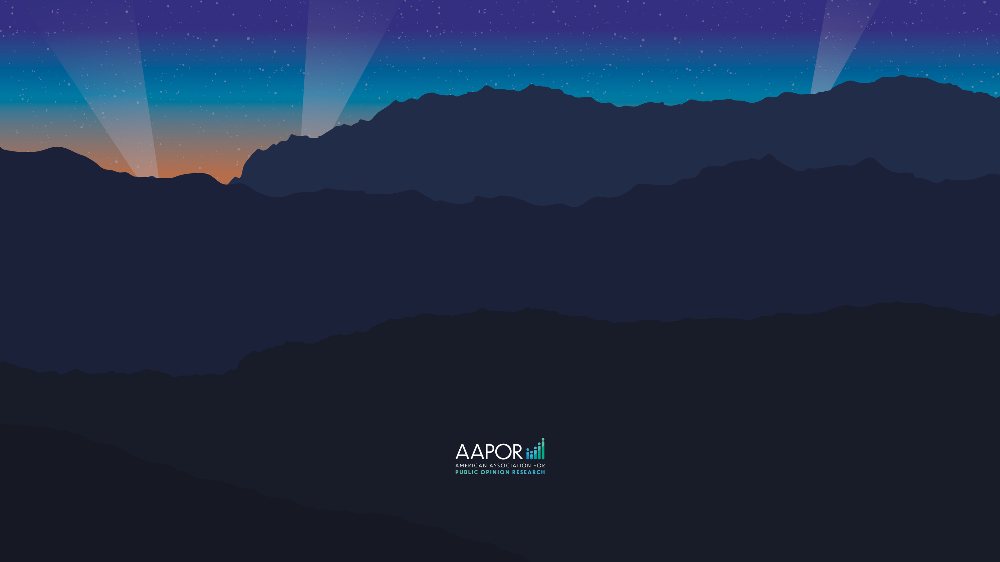 AAPOR
AMERICAN ASSOCIATION FOR
PUBLIC OPINION RESEARCH